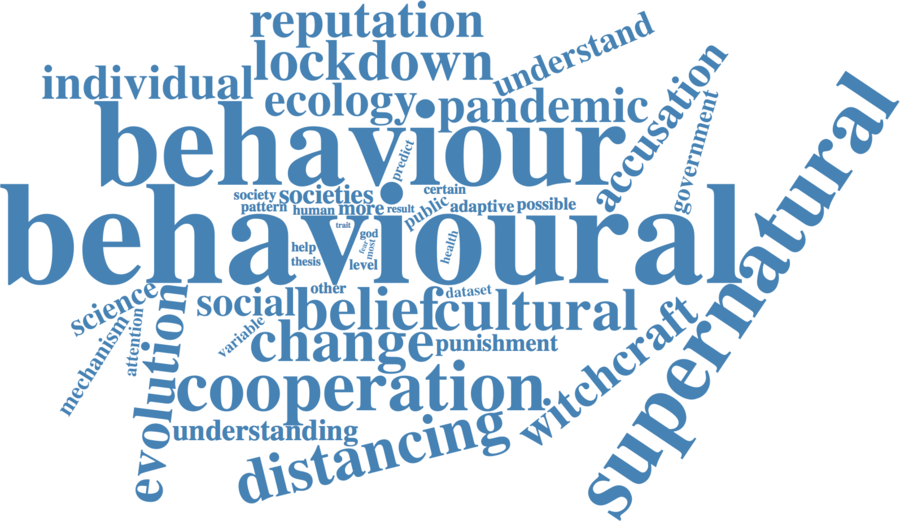 reputation
lockdown
understand
individual
ecology
pandemic
accusation
government
behaviour
predict
supernatural
society
societies
certain
pattern
human
more
result
public
adaptive
possible
behavioural
trait
god
fear
most
help
health
thesis
level
other
dataset
science
social
belief
cultural
mechanism
attention
evolution
variable
change
punishment
witchcraft
cooperation
understanding
distancing